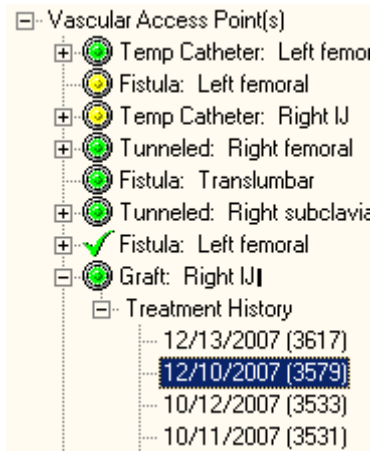 Vascular Access Point(s)
Temp Catheter: Left femor
Fistula: Left femoral
Temp Catheter: Right IJ
Tunneled: Right femoral
Fistula: Translumbar
Tunneled: Right subclavia
Fistula: Left femoral
Graft: Right IJ
Treatment History
12/13/2007 (3617)
12/10/2007 (3579)
10/12/2007 (3533)
10/11/2007 (3531)